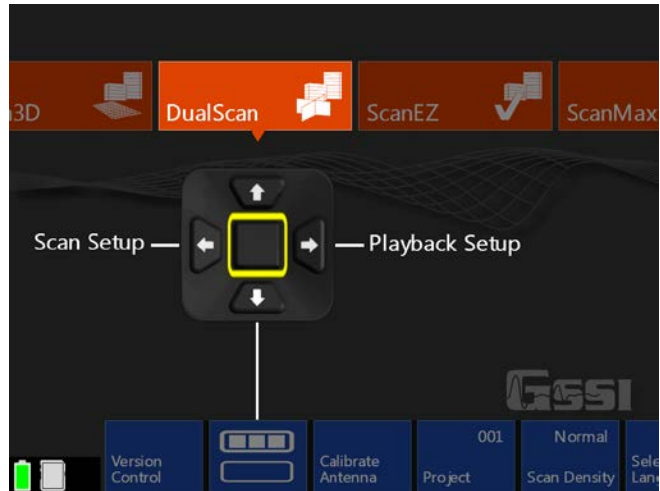 3D
DualScan
ScanEZ
ScanMax
Scan Setup
Playback Setup
GSSI
Version
Control
Calibrate
Antenna
001
Project
Normal
Scan Density